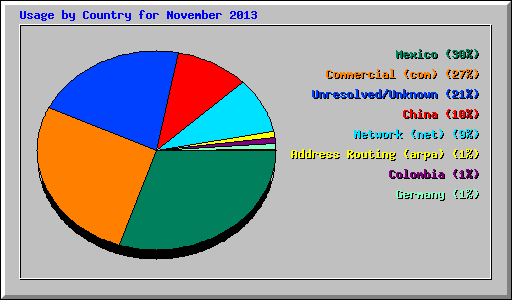 Usage by Country for November 2013
Mexico (30%)
Commercial (com) (27%)
Unresolved/Unknown (21%)
China (10%)
Network (net) (9%)
Address Routing (arpa) (1%)
Colombia (1%)
Germany (1%)